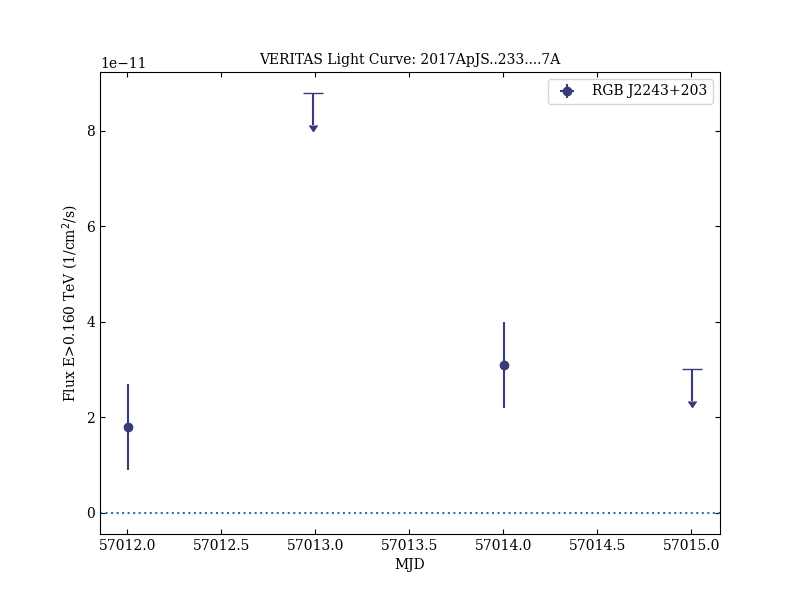 VERITAS Light Curve: 2017ApJS..233....7A
1e−11
RGB J2243+203
8
6
4
2
0
Flux E>0.160 TeV (1/cm²/s)
57012.0 57012.5 57013.0 57013.5 57014.0 57014.5 57015.0
MJD